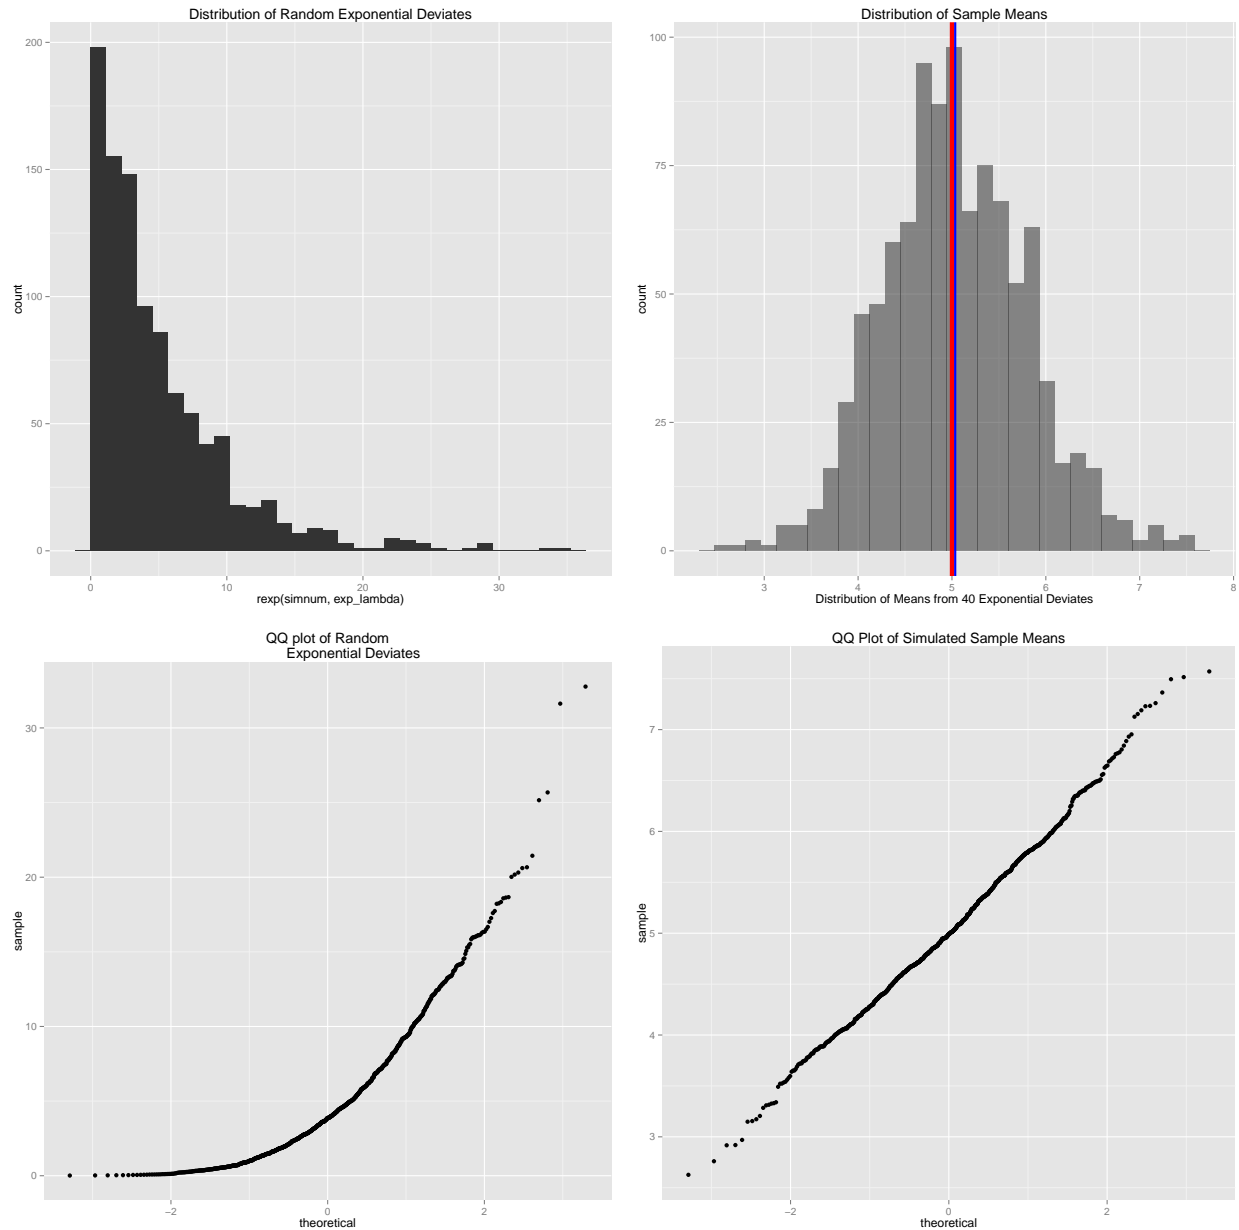 Distribution of Random Exponential Deviates
200
150
100
50
0
count
0 10 20 30
rexp(simnum, exp_lambda)
Distribution of Sample Means
100
75
50
25
0
count
3 4 5 6 7 8
Distribution of Means from 40 Exponential Deviates
QQ plot of Random
Exponential Deviates
30
20
10
0
sample
−2 0 2
theoretical
QQ Plot of Simulated Sample Means
7
6
5
4
3
sample
−2 0 2
theoretical